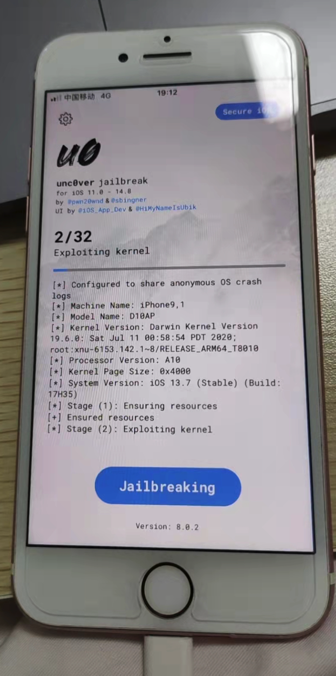 中国移动 4G 19:12
Secure
u0
unc0ver jailbreak
for iOS 11.0 - 14.8
by @pwn20wnd & @sbingner
UI by @iOS_App_Dev & @HiMyNameIsUbik
2/32
Exploiting kernel
[*] Configured to share anonymous OS crash
logs
[*] Machine Name: iPhone9,1
[*] Model Name: D10AP
[*] Kernel Version: Darwin Kernel Version
19.6.0: Sat Jul 11 00:58:54 PDT 2020;
root:xnu-6153.142.1~8/RELEASE_ARM64_T8010
[*] Processor Version: A10
[*] Kernel Page Size: 0x4000
[*] System Version: iOS 13.7 (Stable) (Build:
17H35)
[*] Stage (1): Ensuring resources
[+] Ensured resources
[*] Stage (2): Exploiting kernel
Jailbreaking
Version: 8.0.2